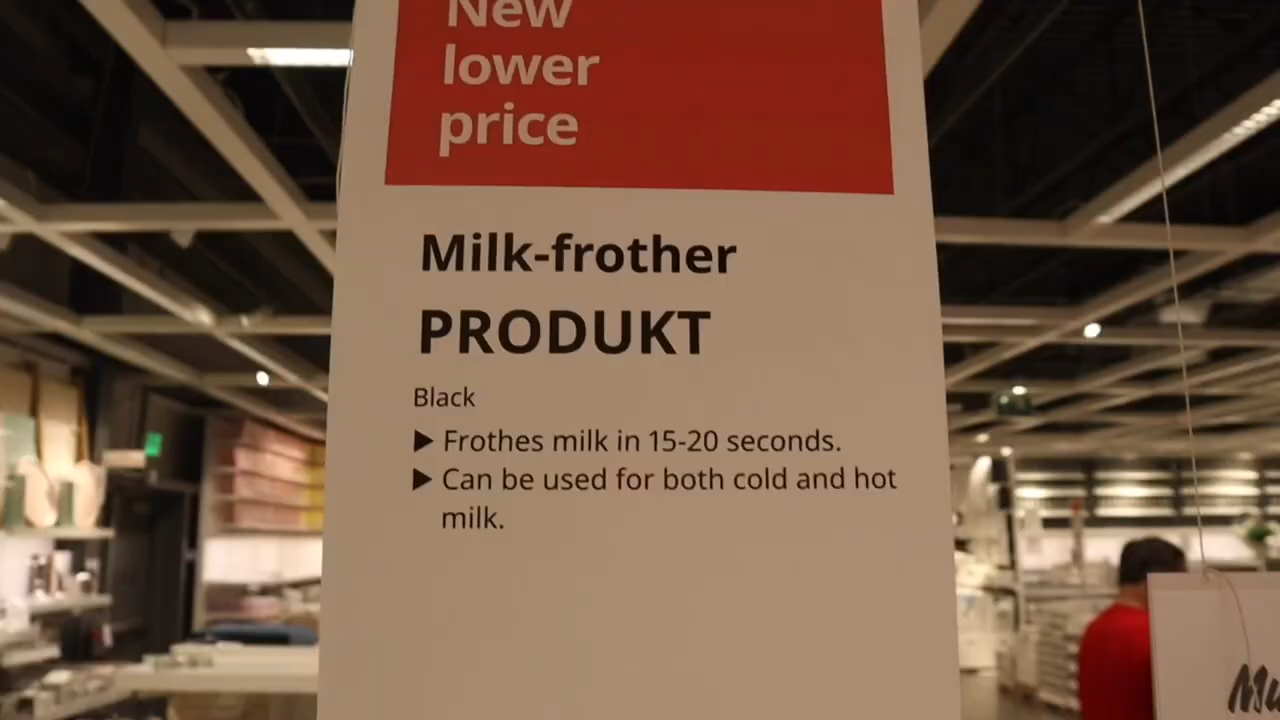 New
lower
price
Milk-frother
PRODUKT
Black
▶ Frothes milk in 15-20 seconds.
▶ Can be used for both cold and hot
milk.